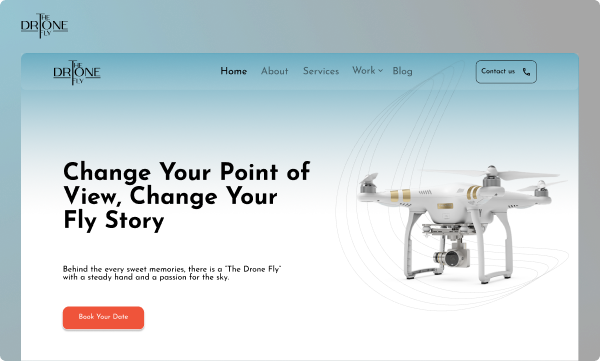 THE
DRONE
FLY
THE
DRONE
FLY
Home About Services Work Blog
Contact us
Change Your Point of
View, Change Your
Fly Story
Behind the every sweet memories, there is a "The Drone Fly"
with a steady hand and a passion for the sky.
Book Your Date